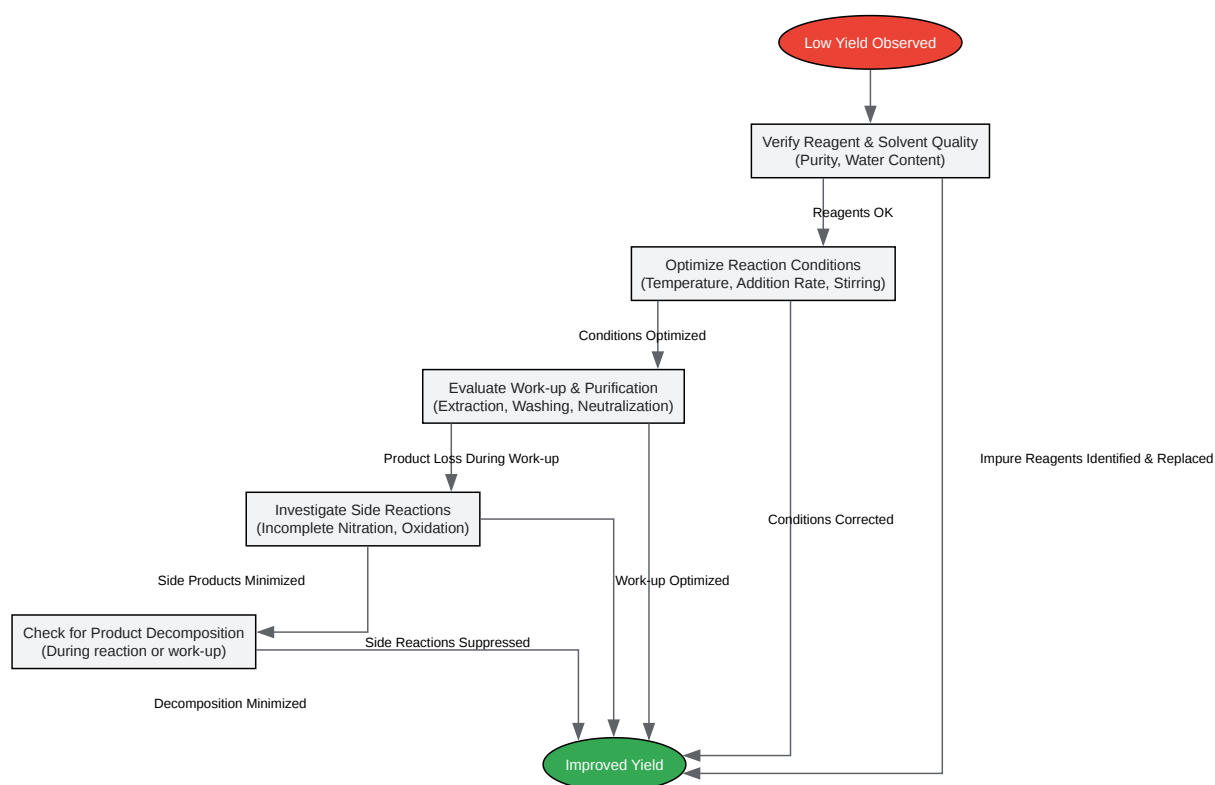 Low Yield Observed
Verify Reagent & Solvent Quality
(Purity, Water Content)
Reagents OK
Optimize Reaction Conditions
(Temperature, Addition Rate, Stirring)
Conditions Optimized
Evaluate Work-up & Purification
(Extraction, Washing, Neutralization)
Product Loss During Work-up
Impure Reagents Identified & Replaced
Investigate Side Reactions
(Incomplete Nitration, Oxidation)
Conditions Corrected
Side Products Minimized
Work-up Optimized
Check for Product Decomposition
(During reaction or work-up)
Side Reactions Suppressed
Decomposition Minimized
Improved Yield